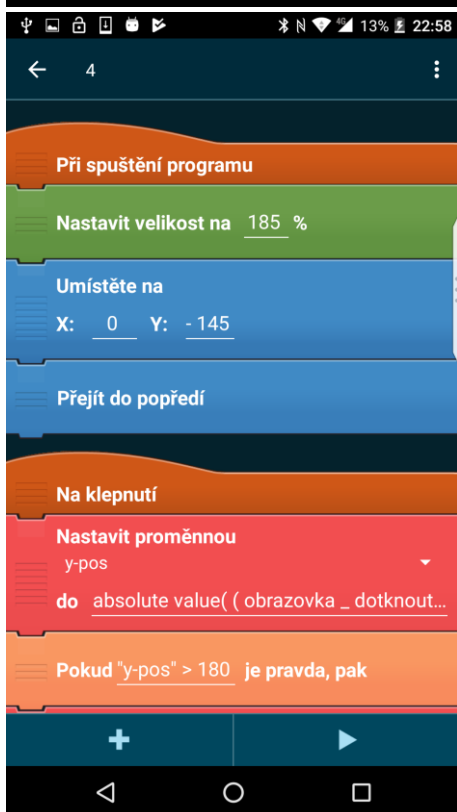 4G 13% 22:58
4
Při spuštění programu
Nastavit velikost na 185 %
Umístěte na
X: 0 Y: - 145
Přejít do popředí
Na klepnutí
Nastavit proměnnou
y-pos
do absolute value( ( obrazovka _ dotknout...
Pokud "y-pos" > 180 je pravda, pak